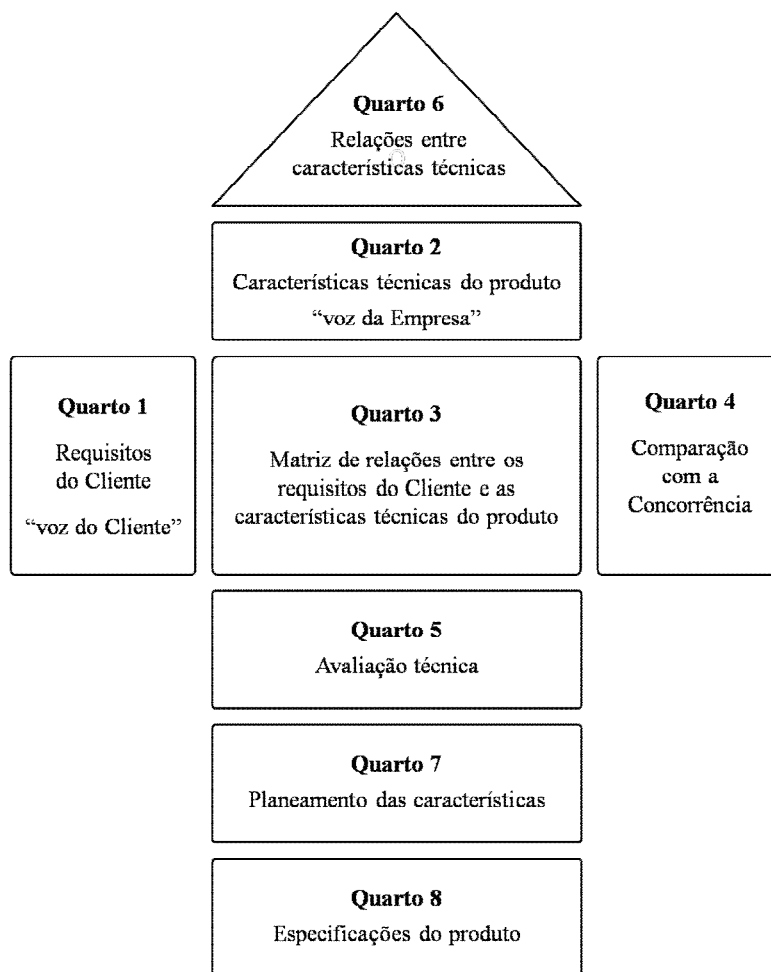 Quarto 6
Relações entre
características técnicas
Quarto 2
Características técnicas do produto
“voz da Empresa”
Quarto 1
Requisitos
do Cliente
“voz do Cliente”
Quarto 3
Matriz de relações entre os
requisitos do Cliente e as
características técnicas do produto
Quarto 4
Comparação
com a
Concorrência
Quarto 5
Avaliação técnica
Quarto 7
Planeamento das características
Quarto 8
Especificações do produto